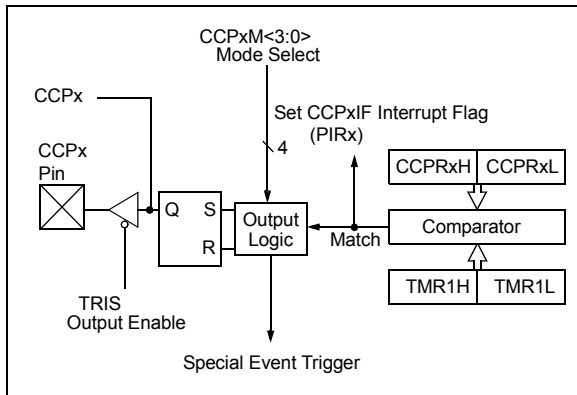 CCPxM<3:0>
Mode Select
CCPx
Set CCPxIF Interrupt Flag
(PIRx)
4
CCPx
Pin
CCPRxH CCPRxL
Q S
R
Output
Logic
Match
Comparator
TRIS
Output Enable
TMR1H TMR1L
Special Event Trigger